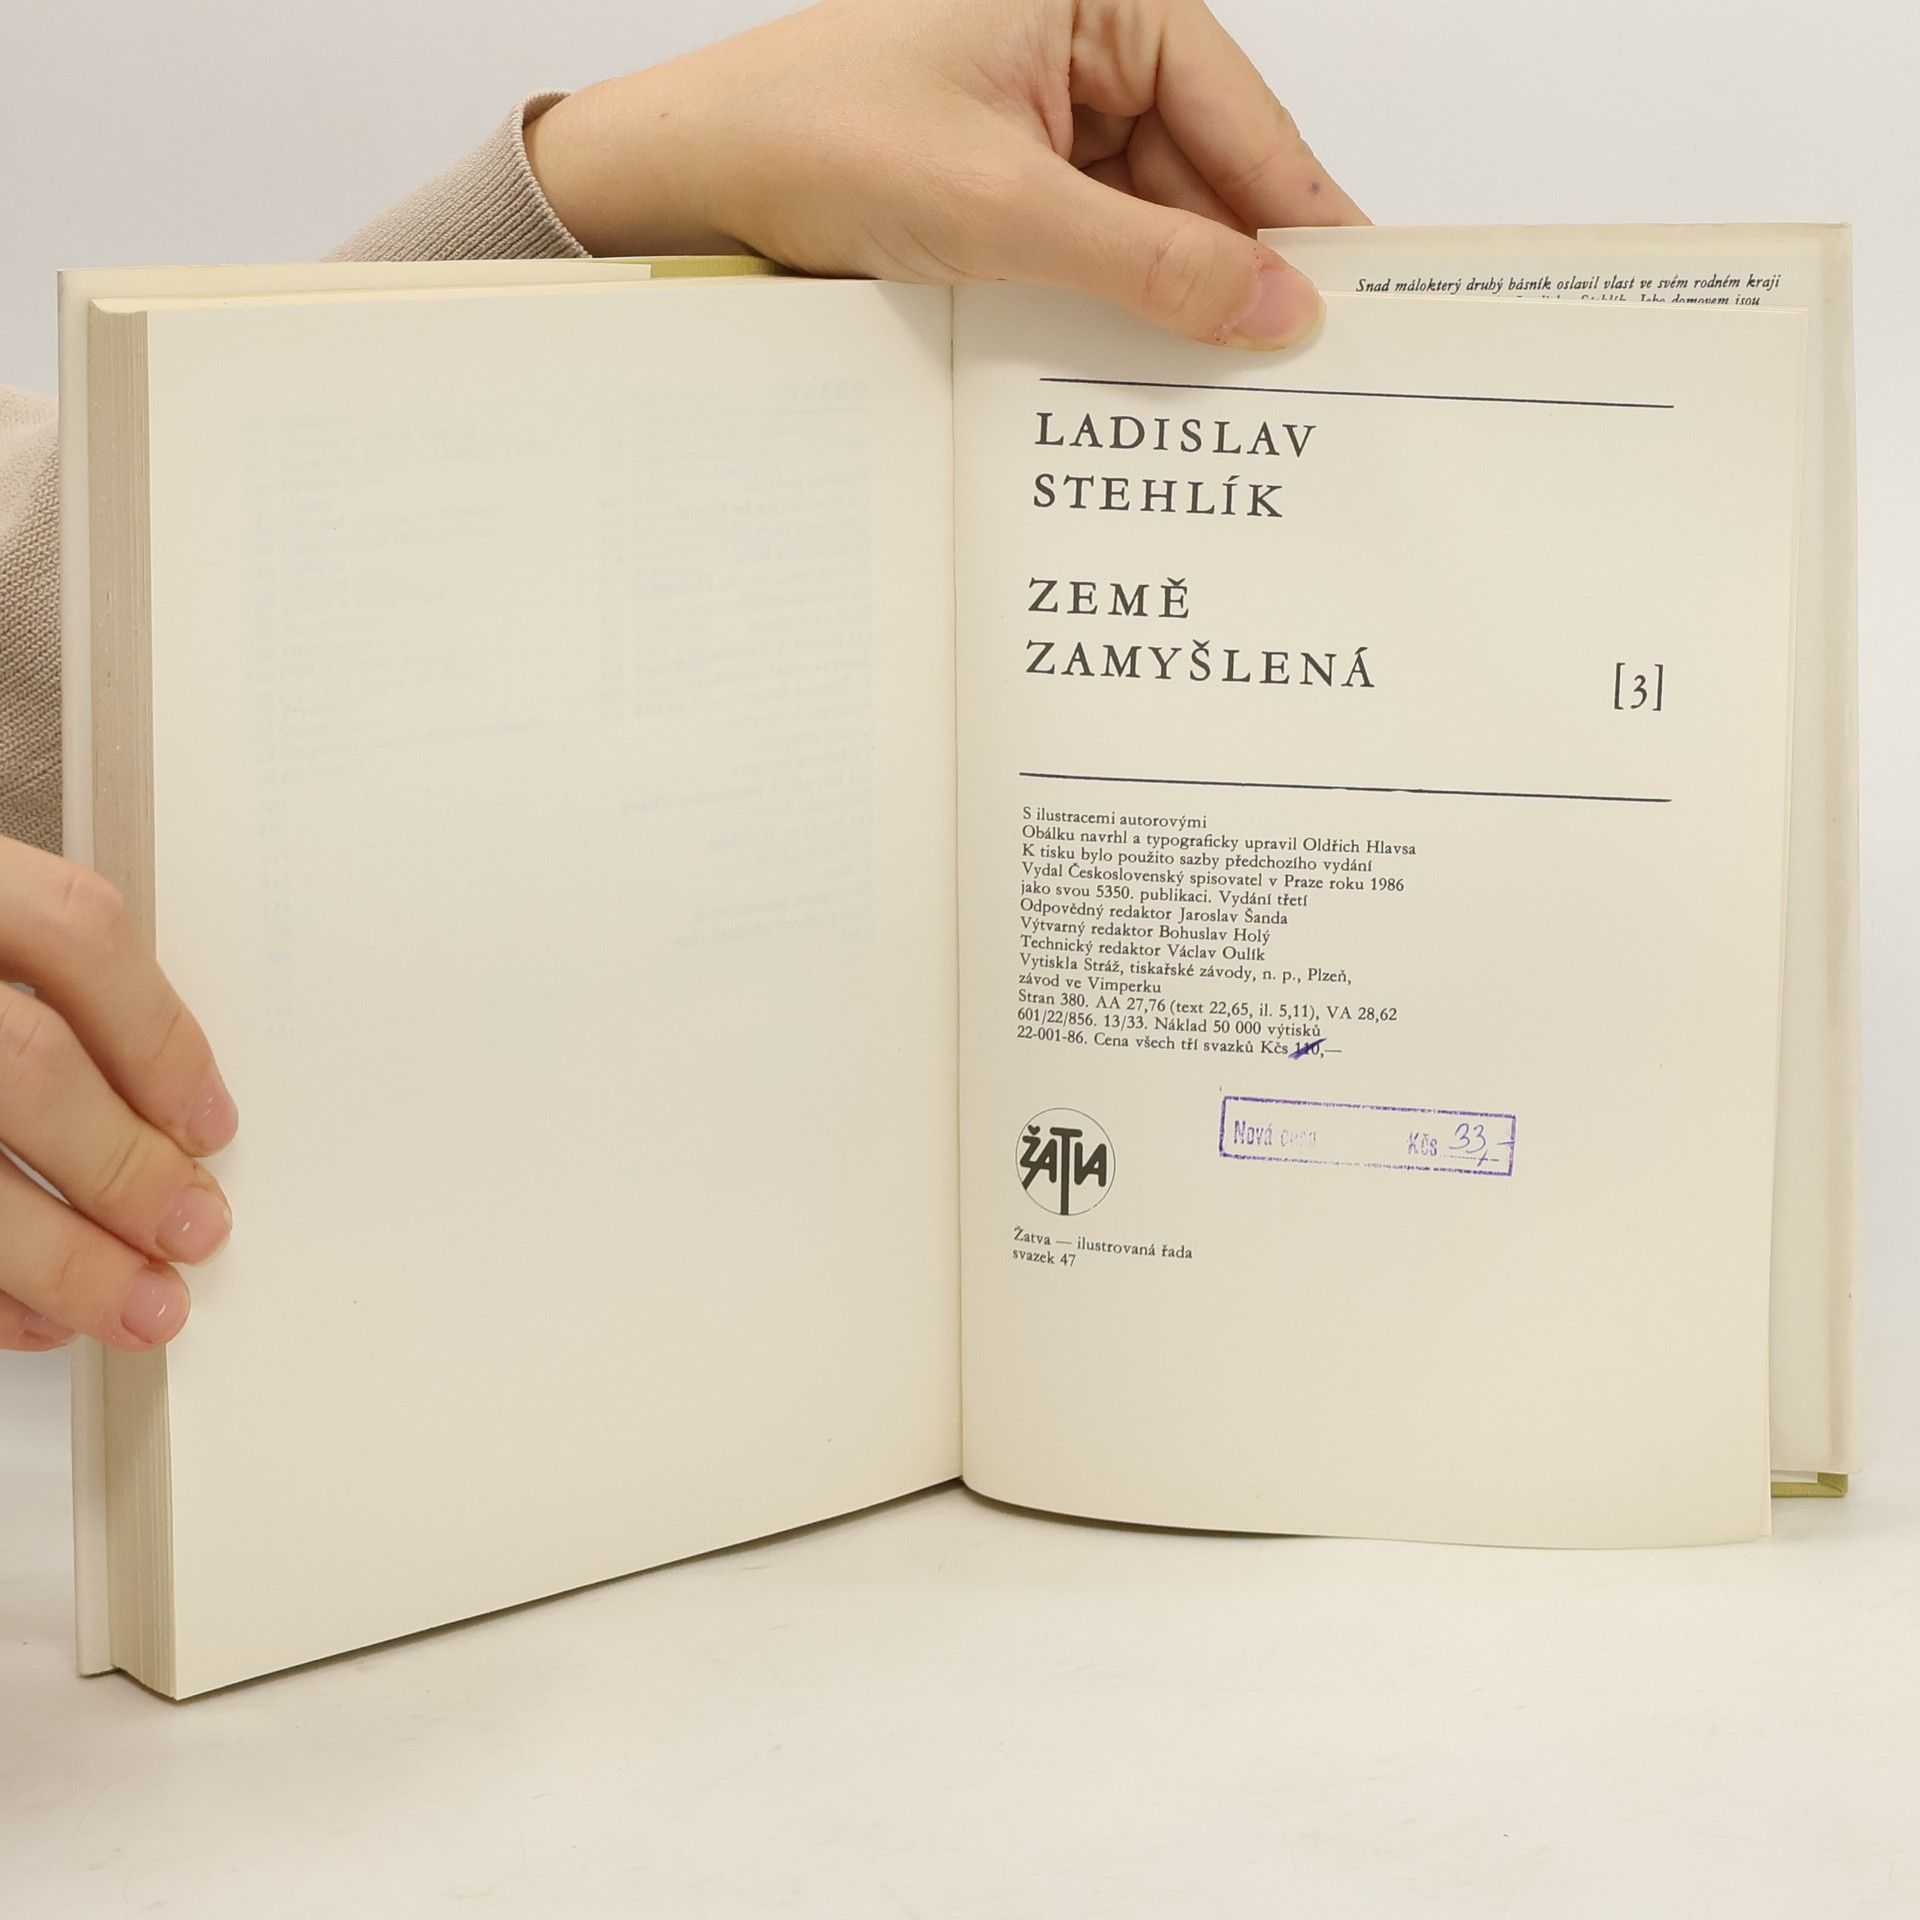 Snad málokterý druhý básník oslavil vlast ve svém rodném kraji
LADISLAV
STEHLÍK
ZEMĚ
ZAMYŠLENÁ [3]
S ilustracemi autorovými
Obálku navrhl a typograficky upravil Oldřich Hlavsa
K tisku bylo použito sazby předchozího vydání
Vydal Československý spisovatel v Praze roku 1986
jako svou 5350. publikaci. Vydání třetí
Odpovědný redaktor Jaroslav Šanda
Výtvarný redaktor Bohuslav Holý
Technický redaktor Václav Oulík
Vytiskla Stráž, tiskařské závody, n. p., Plzeň,
závod ve Vimperku
Stran 380. AA 27,76 (text 22,65, il. 5,11), VA 28,62
601/22/856. 13/33. Náklad 50 000 výtisků
22-001-86. Cena všech tří svazků Kčs 110,—
Nová cena Kčs 33,-
ŽATVA
Žatva — ilustrovaná řada
svazek 47